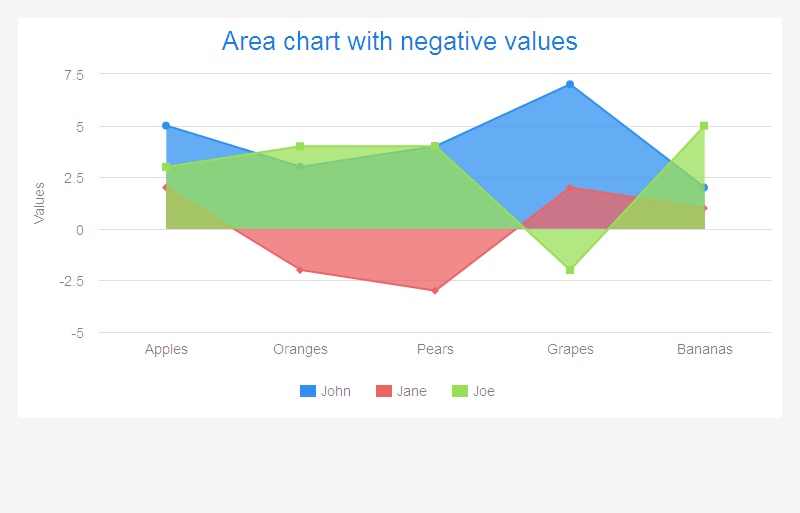 Area chart with negative values
7.5
5
2.5
0
-2.5
-5
Values
Apples Oranges Pears Grapes Bananas
John Jane Joe